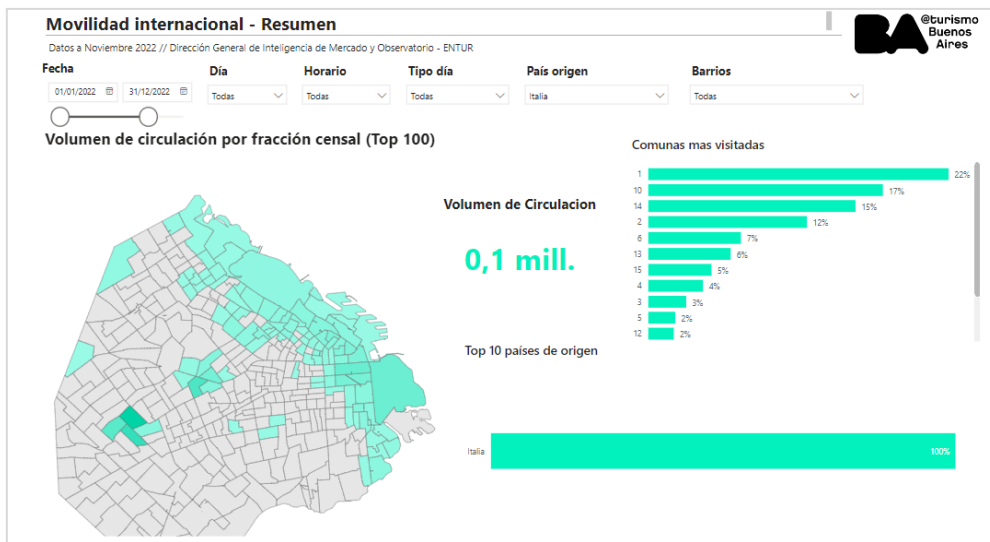 Movilidad internacional - Resumen
Datos a Noviembre 2022 // Dirección General de Inteligencia de Mercado y Observatorio - ENTUR
BA
@turismo
Buenos
Aires
Fecha
01/01/2022
31/12/2022
Día
Todas
Horario
Todas
Tipo día
Todas
País origen
Italia
Barrios
Todas
Volumen de circulación por fracción censal (Top 100)
Volumen de Circulacion
0,1 mill.
Comunas mas visitadas
1 22%
10 17%
14 15%
2 12%
6 7%
13 6%
15 5%
4 4%
3 3%
5 2%
12 2%
Top 10 países de origen
Italia 100%